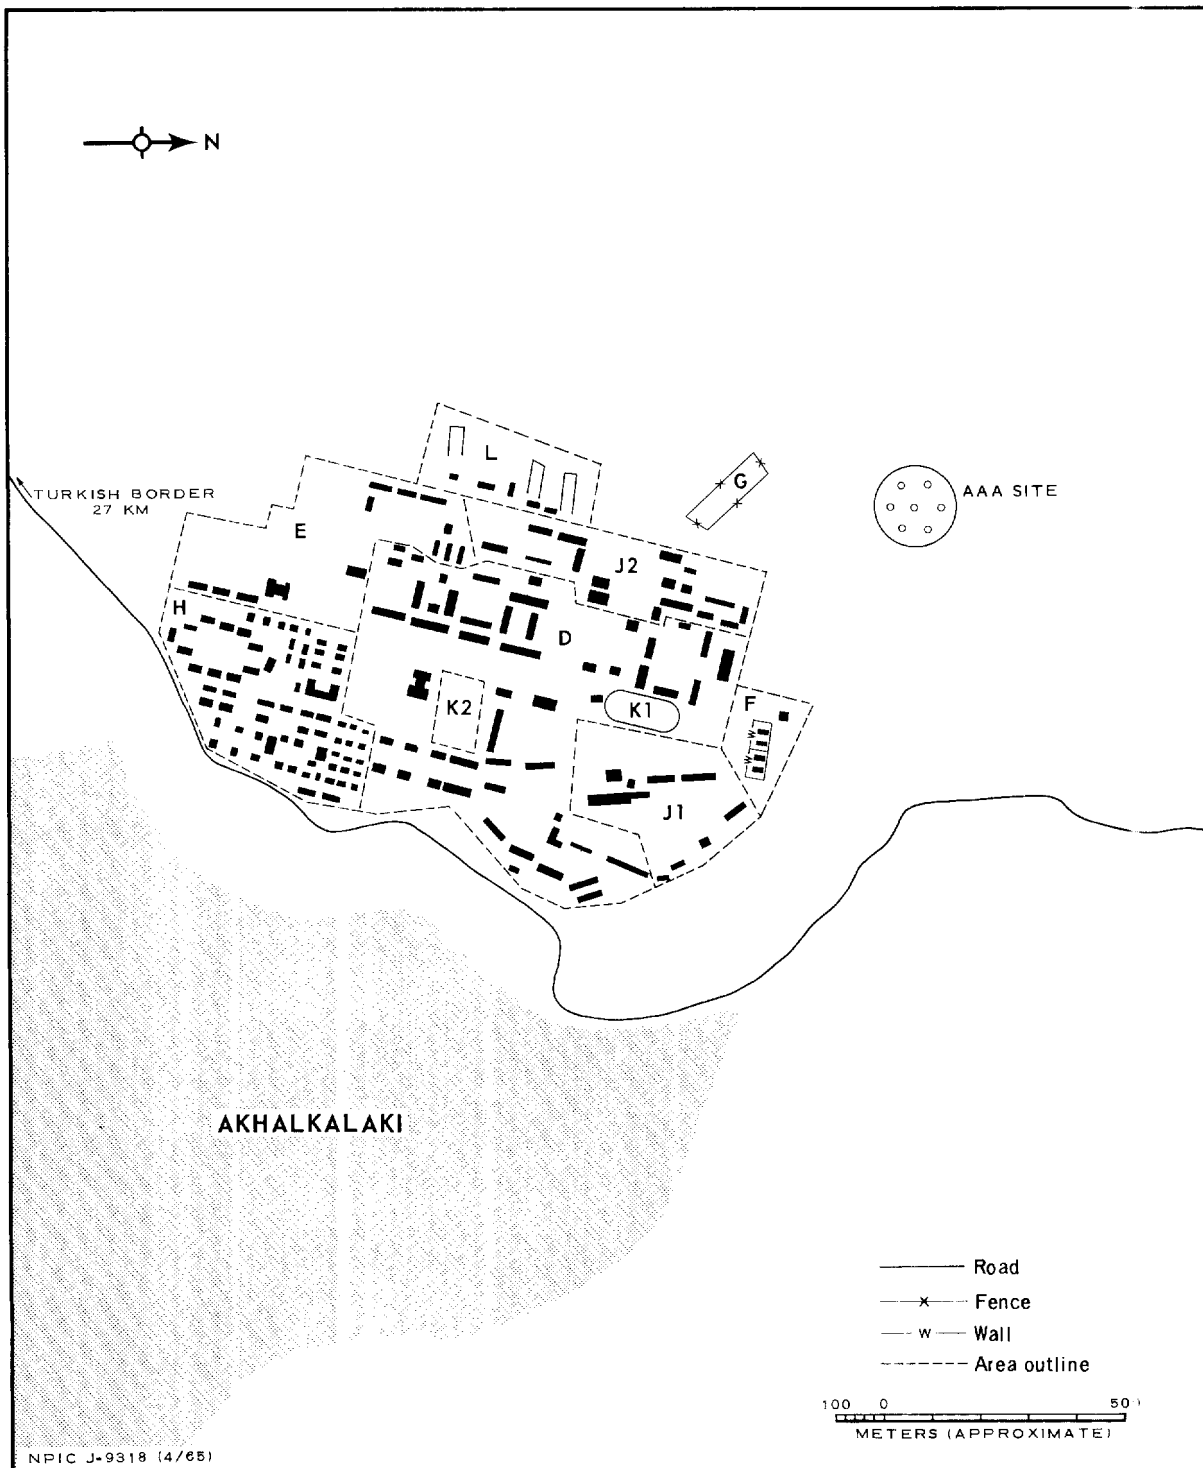 N
L
TURKISH BORDER
27 KM
G
AAA SITE
E
J2
H
D
K2
K1
F
W
W
J1
AKHALKALAKI
Road
x Fence
W Wall
Area outline
100 0 50
METERS (APPROXIMATE)
NPIC J-9318 (4/65)